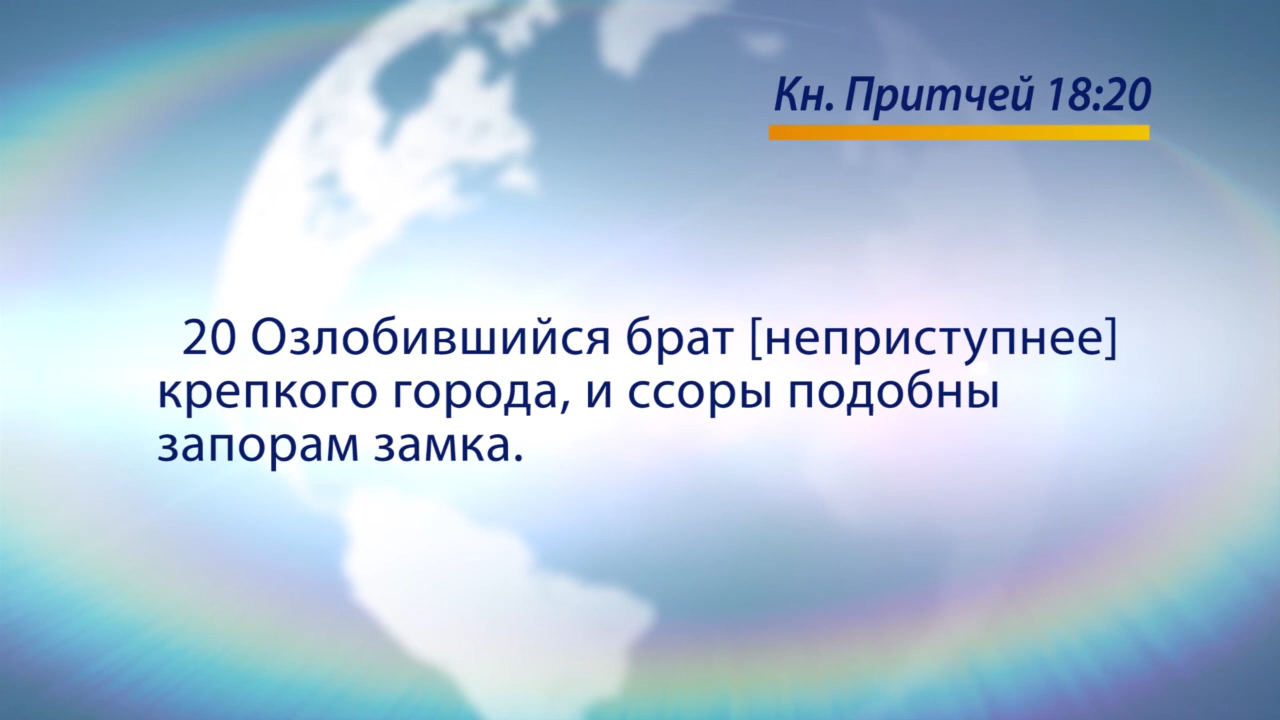 Кн. Притчей 18:20
20 Озлобившийся брат [неприступнее]
крепкого города, и ссоры подобны
запорам замка.